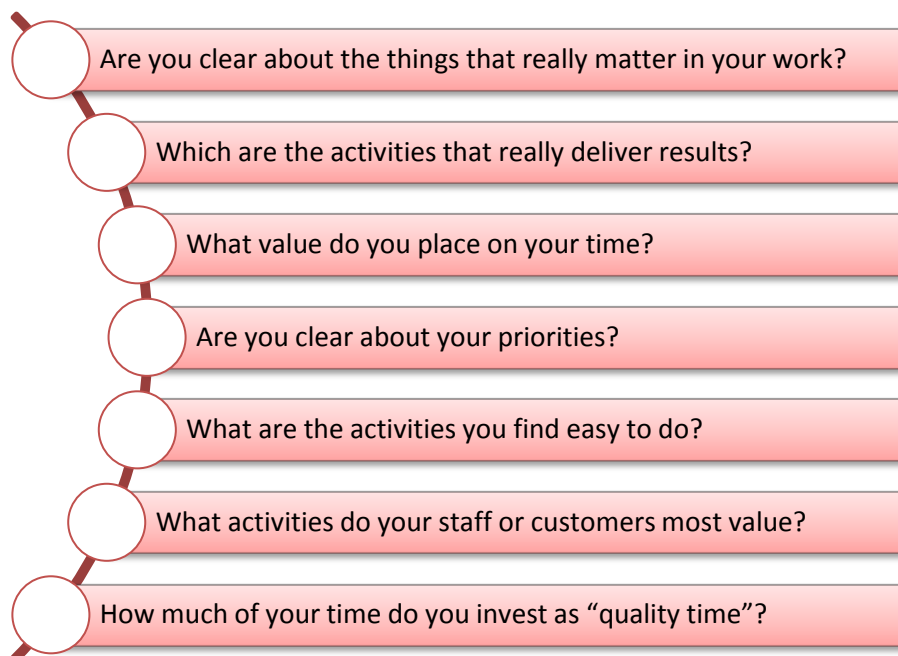 Are you clear about the things that really matter in your work?
Which are the activities that really deliver results?
What value do you place on your time?
Are you clear about your priorities?
What are the activities you find easy to do?
What activities do your staff or customers most value?
How much of your time do you invest as “quality time”?